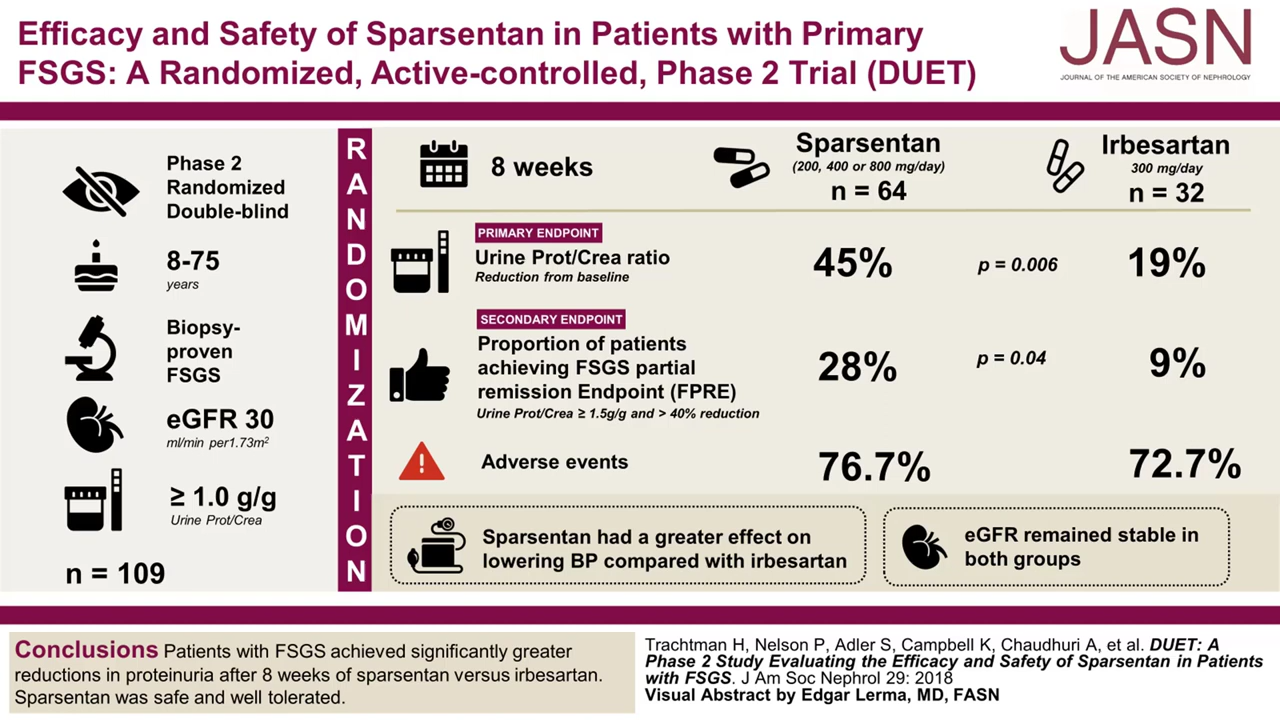 Efficacy and Safety of Sparsentan in Patients with Primary
FSGS: A Randomized, Active-controlled, Phase 2 Trial (DUET)
JASN
JOURNAL OF THE AMERICAN SOCIETY OF NEPHROLOGY
Phase 2
Randomized
Double-blind
8-75
years
Biopsy-
proven
FSGS
eGFR 30
ml/min per1.73m²
≥ 1.0 g/g
Urine Prot/Crea
n = 109
RANDOMIZATION
8 weeks
Sparsentan
(200, 400 or 800 mg/day)
n = 64
Irbesartan
300 mg/day
n = 32
PRIMARY ENDPOINT
Urine Prot/Crea ratio
Reduction from baseline
45%
p = 0.006
19%
SECONDARY ENDPOINT
Proportion of patients
achieving FSGS partial
remission Endpoint (FPRE)
Urine Prot/Crea ≥ 1.5g/g and > 40% reduction
28%
p = 0.04
9%
Adverse events
76.7%
72.7%
Sparsentan had a greater effect on
lowering BP compared with irbesartan
eGFR remained stable in
both groups
Conclusions Patients with FSGS achieved significantly greater
reductions in proteinuria after 8 weeks of sparsentan versus irbesartan.
Sparsentan was safe and well tolerated.
Trachtman H, Nelson P, Adler S, Campbell K, Chaudhuri A, et al. DUET: A
Phase 2 Study Evaluating the Efficacy and Safety of Sparsentan in Patients
with FSGS. J Am Soc Nephrol 29: 2018
Visual Abstract by Edgar Lerma, MD, FASN